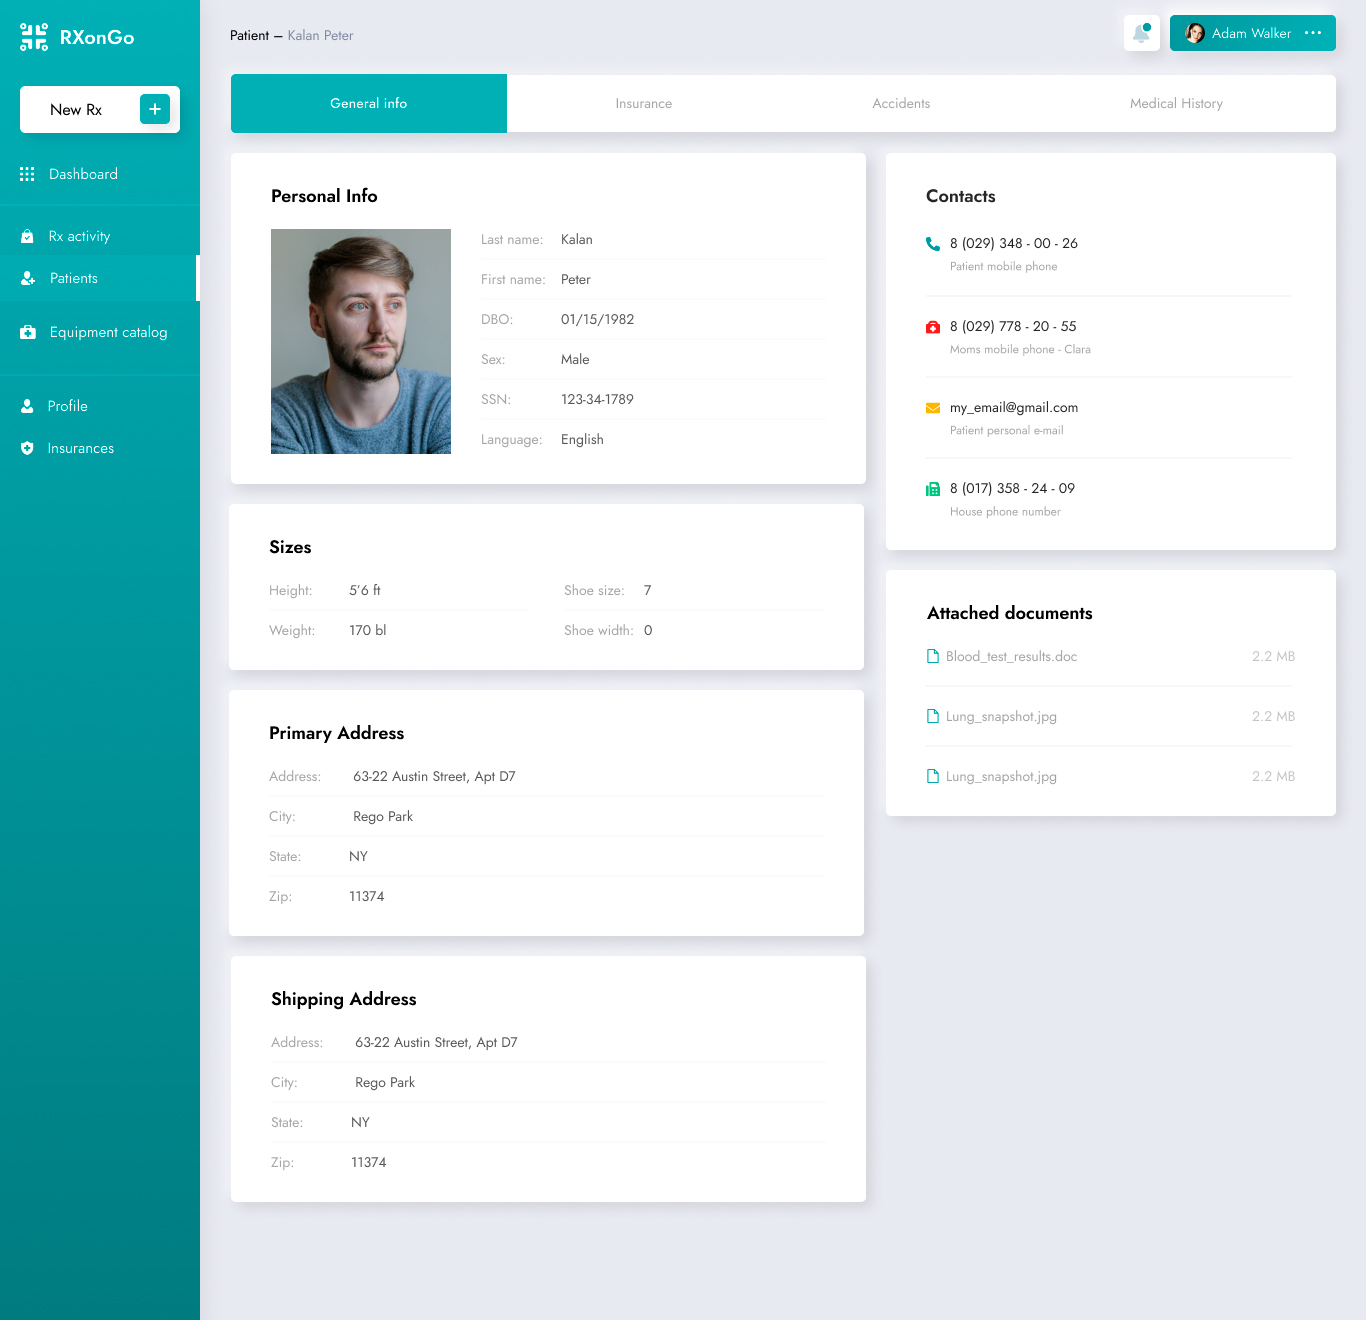 RXonGo
New Rx
Dashboard
Rx activity
Patients
Equipment catalog
Profile
Insurances
Patient – Kalan Peter
Adam Walker
General info
Insurance
Accidents
Medical History
Personal Info
Last name: Kalan
First name: Peter
DBO: 01/15/1982
Sex: Male
SSN: 123-34-1789
Language: English
Sizes
Height: 5'6 ft
Shoe size: 7
Weight: 170 bl
Shoe width: 0
Primary Address
Address: 63-22 Austin Street, Apt D7
City: Rego Park
State: NY
Zip: 11374
Shipping Address
Address: 63-22 Austin Street, Apt D7
City: Rego Park
State: NY
Zip: 11374
Contacts
8 (029) 348 - 00 - 26
Patient mobile phone
8 (029) 778 - 20 - 55
Moms mobile phone - Clara
my_email@gmail.com
Patient personal e-mail
8 (017) 358 - 24 - 09
House phone number
Attached documents
Blood_test_results.doc 2.2 MB
Lung_snapshot.jpg 2.2 MB
Lung_snapshot.jpg 2.2 MB